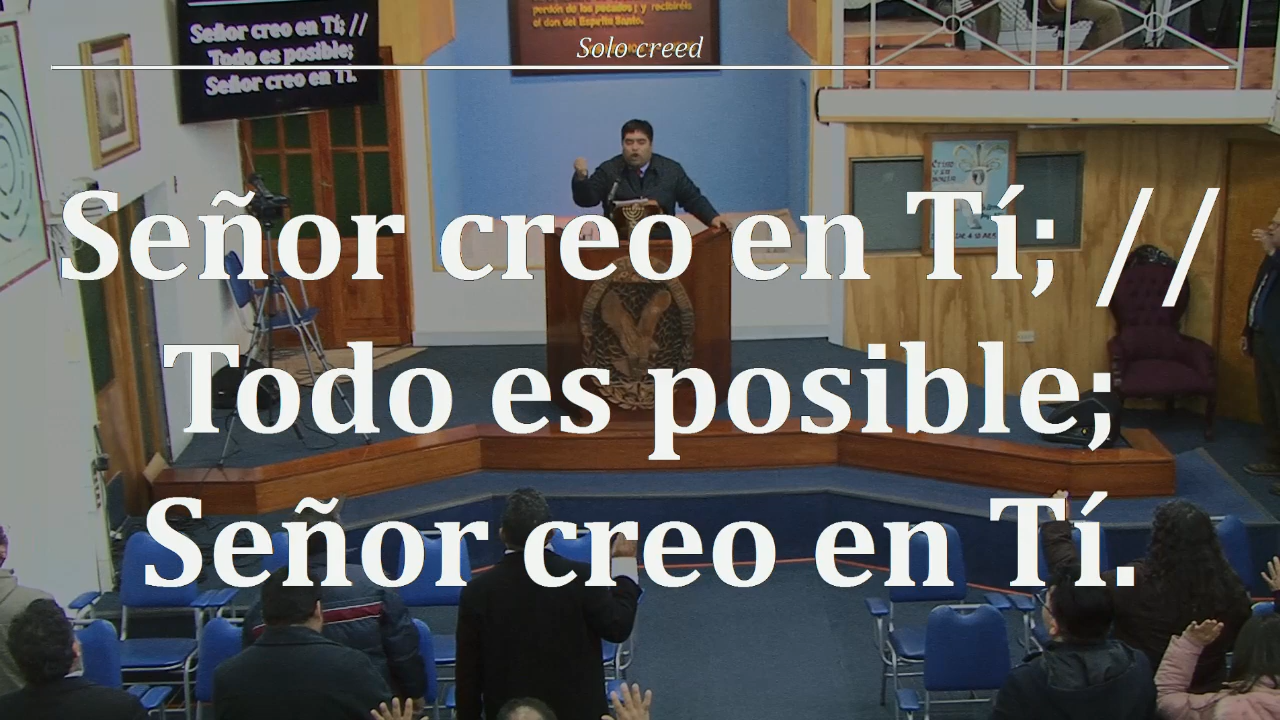 Señor creo en Tí; //
Todo es posible;
Señor creo en Tí.
perdón de los pecados; y recibiréis
el don del Espíritu Santo.
Solo creed
Señor creo en Tí; //
Todo es posible;
Señor creo en Tí.